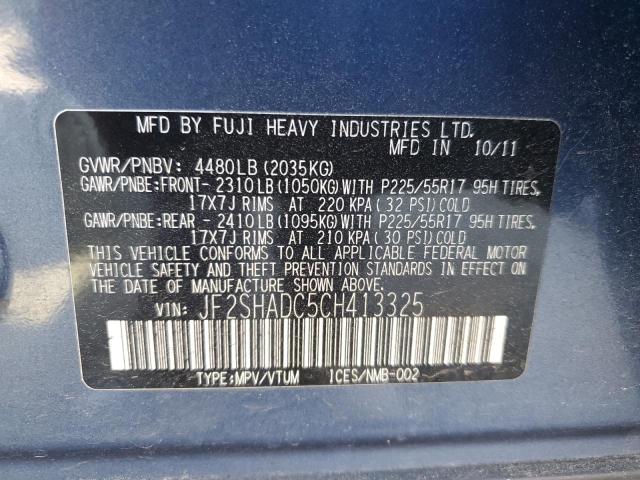 MFD BY FUJI HEAVY INDUSTRIES LTD.
MFD IN 10/11
GVWR/PNBV: 4480LB(2035KG)
GAWR/PNBE:FRONT- 2310LB(1050KG)WITH P225/55R17 95H TIRES,
17X7J RIMS AT 220 KPA(32 PSI)COLD
GAWR/PNBE:REAR - 2410LB(1095KG)WITH P225/55R17 95H TIRES,
17X7J RIMS AT 210 KPA(30 PSI)COLD
THIS VEHICLE CONFORMS TO ALL APPLICABLE FEDERAL MOTOR
VEHICLE SAFETY AND THEFT PREVENTION STANDARDS IN EFFECT
ON THE DATE OF MANUFACTURE SHOWN ABOVE.
VIN: JF2SHADC5CH413325
TYPE:MPV/VTUM ICES/NMB-002